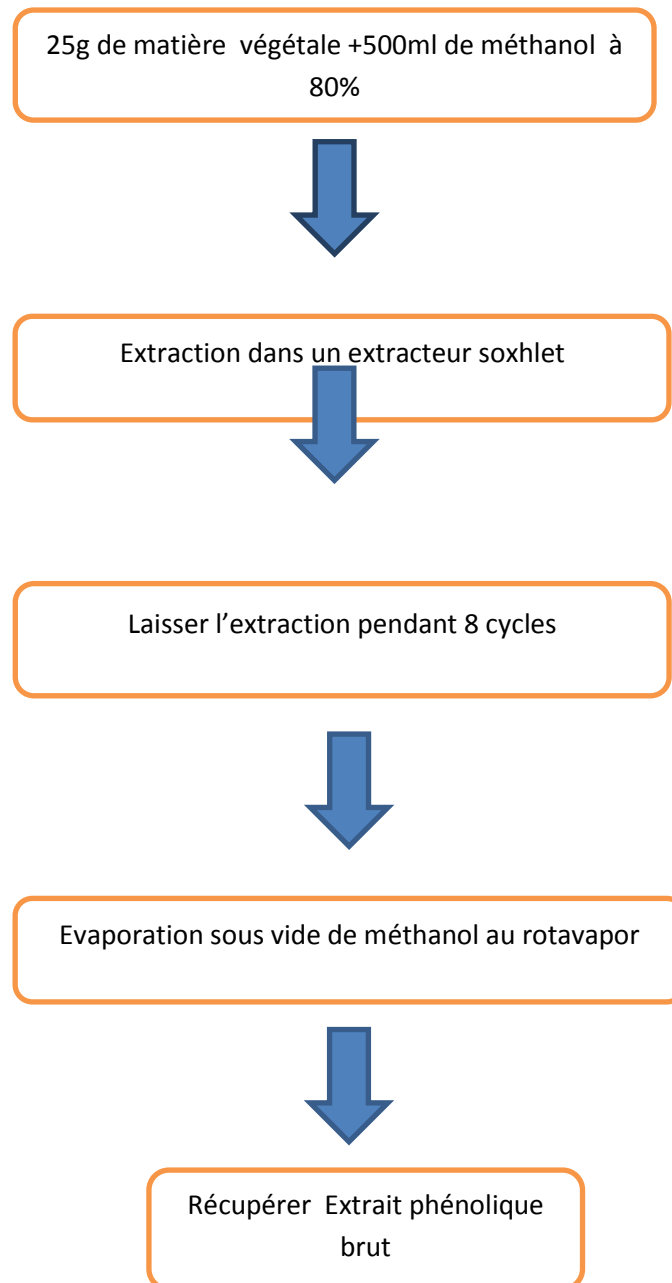 25g de matière végétale +500ml de méthanol à
80%
Extraction dans un extracteur soxhlet
Laisser l’extraction pendant 8 cycles
Evaporation sous vide de méthanol au rotavapor
Récupérer Extrait phénolique
brut